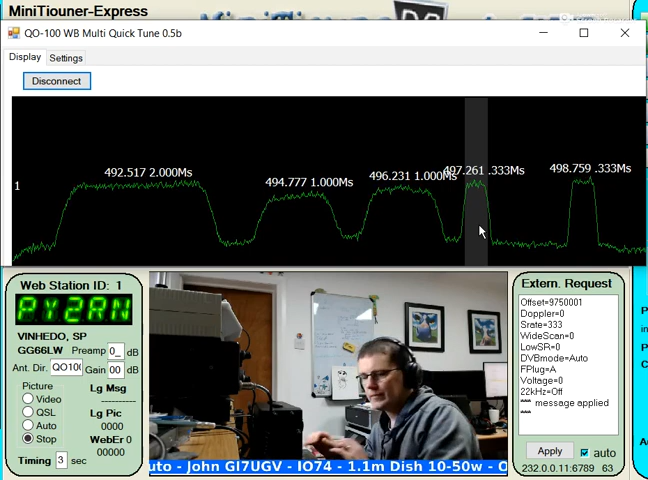 MiniTiouner-Express
QO-100 WB Multi Quick Tune 0.5b
Display Settings
Disconnect
492.517 2.000Ms
494.777 1.000Ms
496.231 1.000Ms
497.261 .333Ms
498.759 .333Ms
1
Web Station ID: 1
PY2RN
VINHEDO, SP
GG66LW Preamp 0_ dB
Ant. Dir. QO100 Gain 00 dB
Picture
Video
QSL
Auto
Stop
Lg Msg
----------
Lg Pic
0000
WebEr 0
00000
Timing 3 sec
uto - John GI7UGV - IO74 - 1.1m Dish 10-50w - O
Extern. Request
Offset=9750001
Doppler=0
Srate=333
WideScan=0
LowSR=0
DVBmode=Auto
FPlug=A
Voltage=0
22kHz=Off
*** message applied
***
Apply auto
232.0.0.11:6789 63